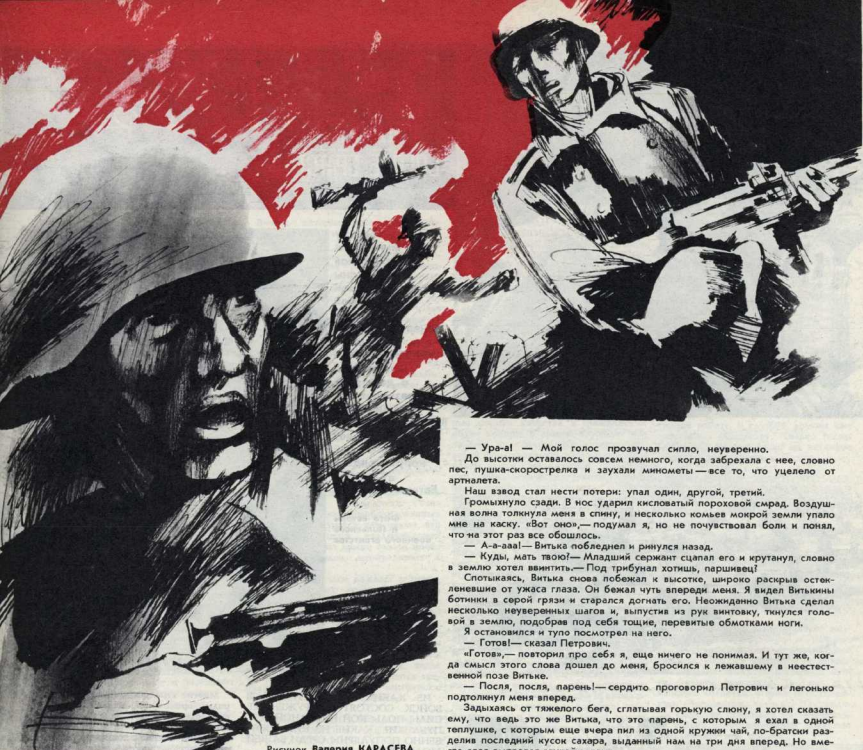 — Ура-а! — Мой голос прозвучал сипло, неуверенно.
До высотки оставалось совсем немного, когда забрехала с нее, словно
пес, пушка-скорострелка и заухали минометы — все то, что уцелело от
артналета.
Наш взвод стал нести потери: упал один, другой, третий.
Громыхнуло сзади. В нос ударил кисловатый пороховой смрад. Воздуш-
ная волна толкнула меня в спину, и несколько комьев мокрой земли упало
мне на каску. «Вот оно»,— подумал я, но не почувствовал боли и понял,
что на этот раз все обошлось.
— А-а-ааа!— Витька побледнел и ринулся назад.
— Куды, мать твою?— Младший сержант сцапал его и крутанул, словно
в землю хотел ввинтить.— Под трибунал хотишь, паршивец?
Спотыкаясь, Витька снова побежал к высотке, широко раскрыв остек-
леневшие от ужаса глаза. Он бежал чуть впереди меня. Я видел Витькины
ботинки в серой грязи и старался догнать его. Неожиданно Витька сделал
несколько неуверенных шагов и, выпустив из рук винтовку, ткнулся голо-
вой в землю, подобрав под себя тощие, перевитые обмотками ноги.
Я остановился и тупо посмотрел на него.
— Готов!— сказал Петрович.
«Готов»,— повторил про себя я, еще ничего не понимая. И тут же, ког-
да смысл этого слова дошел до меня, бросился к лежавшему в неестест-
венной позе Витьке.
— Посля, посля, парень!— сердито проговорил Петрович и легонько
подтолкнул меня вперед.
Задыхаясь от тяжелого бега, сглатывая горькую слюну, я хотел сказать
ему, что ведь это же Витька, что это парень, с которым я ехал в одной
теплушке, с которым еще вчера пил из одной кружки чай, по-братски раз-
делив последний кусок сахара, выданный нам на три дня вперед. Но вме-
Рисунок Валерия КАРАСЕВА